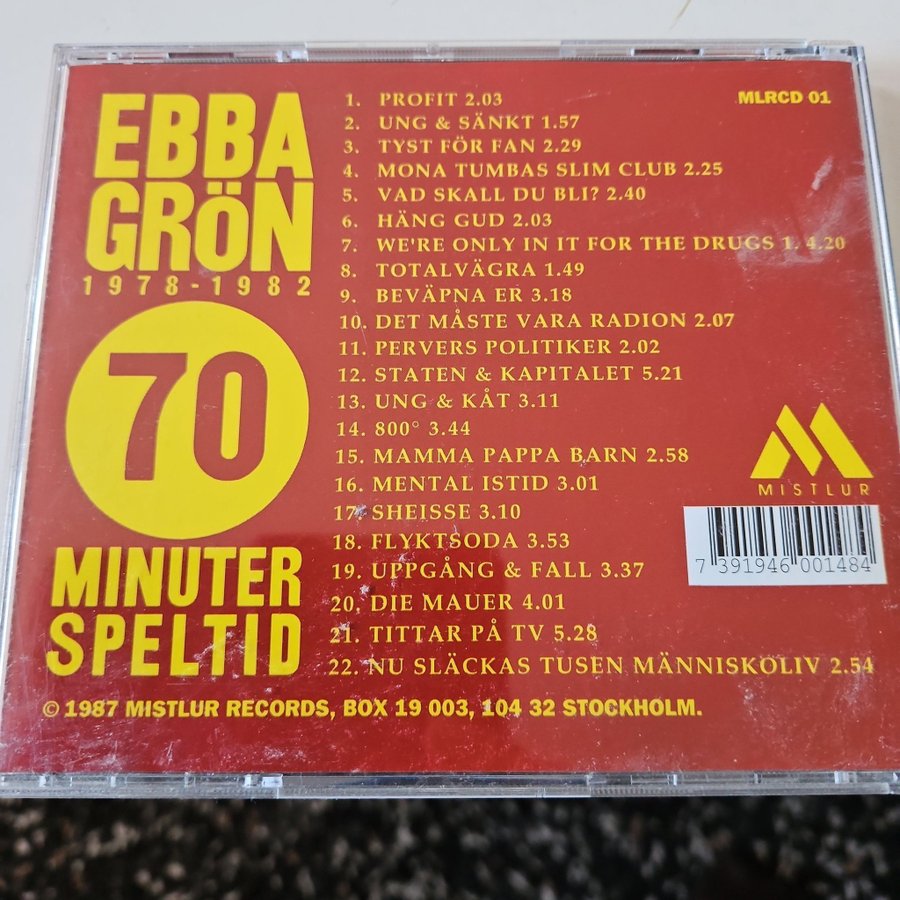 EBBA
GRÖN
1978-1982
70
MINUTER
SPELTID
1. PROFIT 2.03
2. UNG & SÄNKT 1.57
3. TYST FÖR FAN 2.29
4. MONA TUMBAS SLIM CLUB 2.25
5. VAD SKALL DU BLI? 2.40
6. HÄNG GUD 2.03
7. WE'RE ONLY IN IT FOR THE DRUGS 1. 4.20
8. TOTALVÄGRA 1.49
9. BEVÄPNA ER 3.18
10. DET MÅSTE VARA RADION 2.07
11. PERVERS POLITIKER 2.02
12. STATEN & KAPITALET 5.21
13. UNG & KÅT 3.11
14. 800° 3.44
15. MAMMA PAPPA BARN 2.58
16. MENTAL ISTID 3.01
17. SHEISSE 3.10
18. FLYKTSODA 3.53
19. UPPGÅNG & FALL 3.37
20. DIE MAUER 4.01
21. TITTAR PÅ TV 5.28
22. NU SLÄCKAS TUSEN MÄNNISKOLIV 2.54
MLRCD 01
MISTLUR
7 391946 001484
© 1987 MISTLUR RECORDS, BOX 19 003, 104 32 STOCKHOLM.